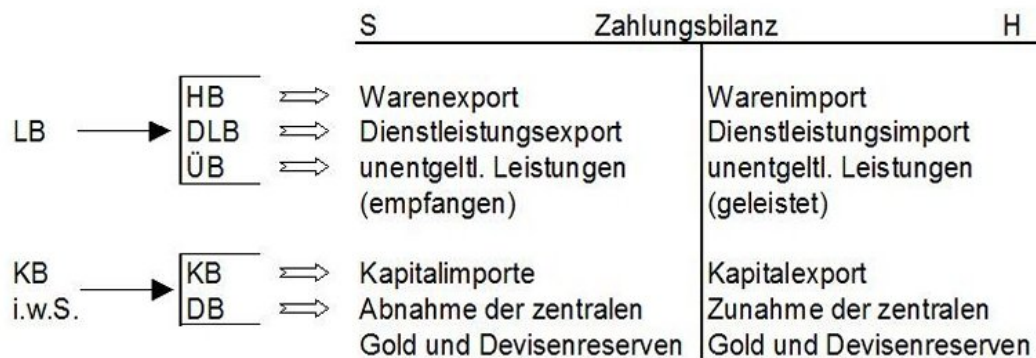 S Zahlungsbilanz H
HB Warenexport Warenimport
LB DLB Dienstleistungsexport Dienstleistungsimport
ÜB unentgeltl. Leistungen unentgeltl. Leistungen
(empfangen) (geleistet)
KB KB Kapitalimporte Kapitalexport
i.w.S. DB Abnahme der zentralen Zunahme der zentralen
Gold und Devisenreserven Gold und Devisenreserven